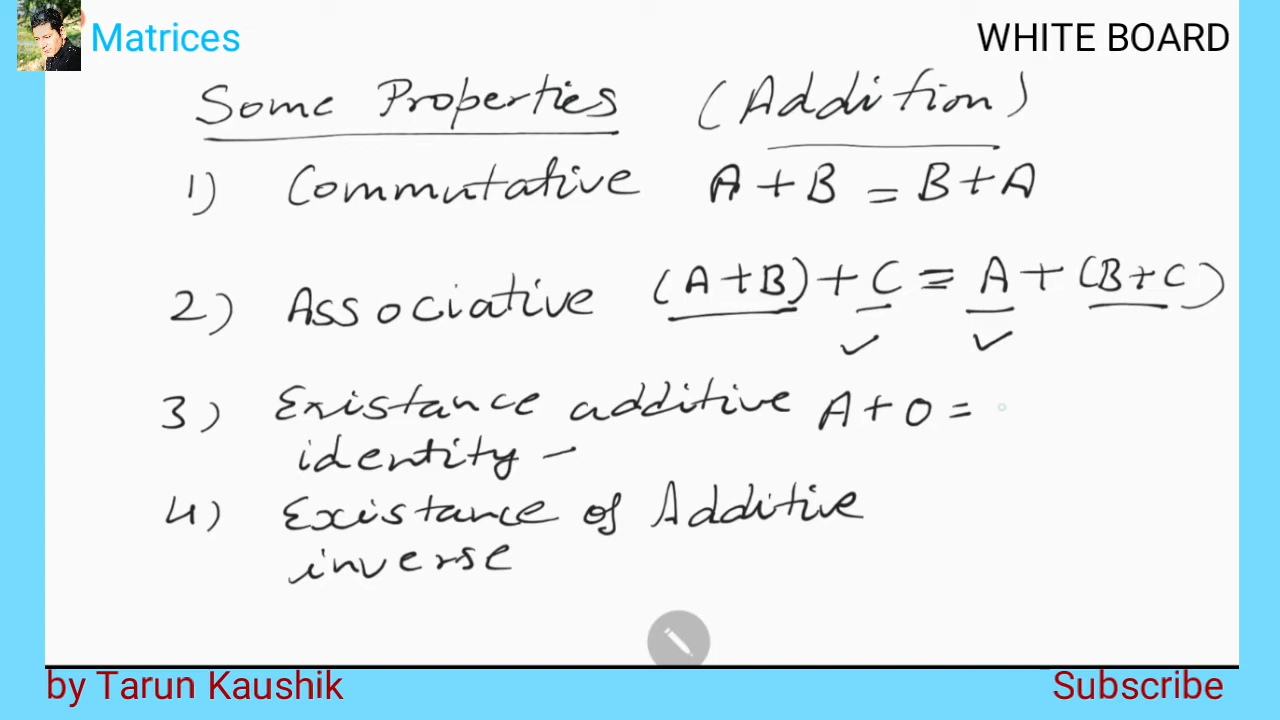 Matrices
WHITE BOARD
Some Properties (Addition)
1) Commutative A + B = B + A
2) Associative (A + B) + C = A + (B + C)
3) Existance additive A + 0 =
identity -
4) Existance of Additive
inverse
by Tarun Kaushik
Subscribe